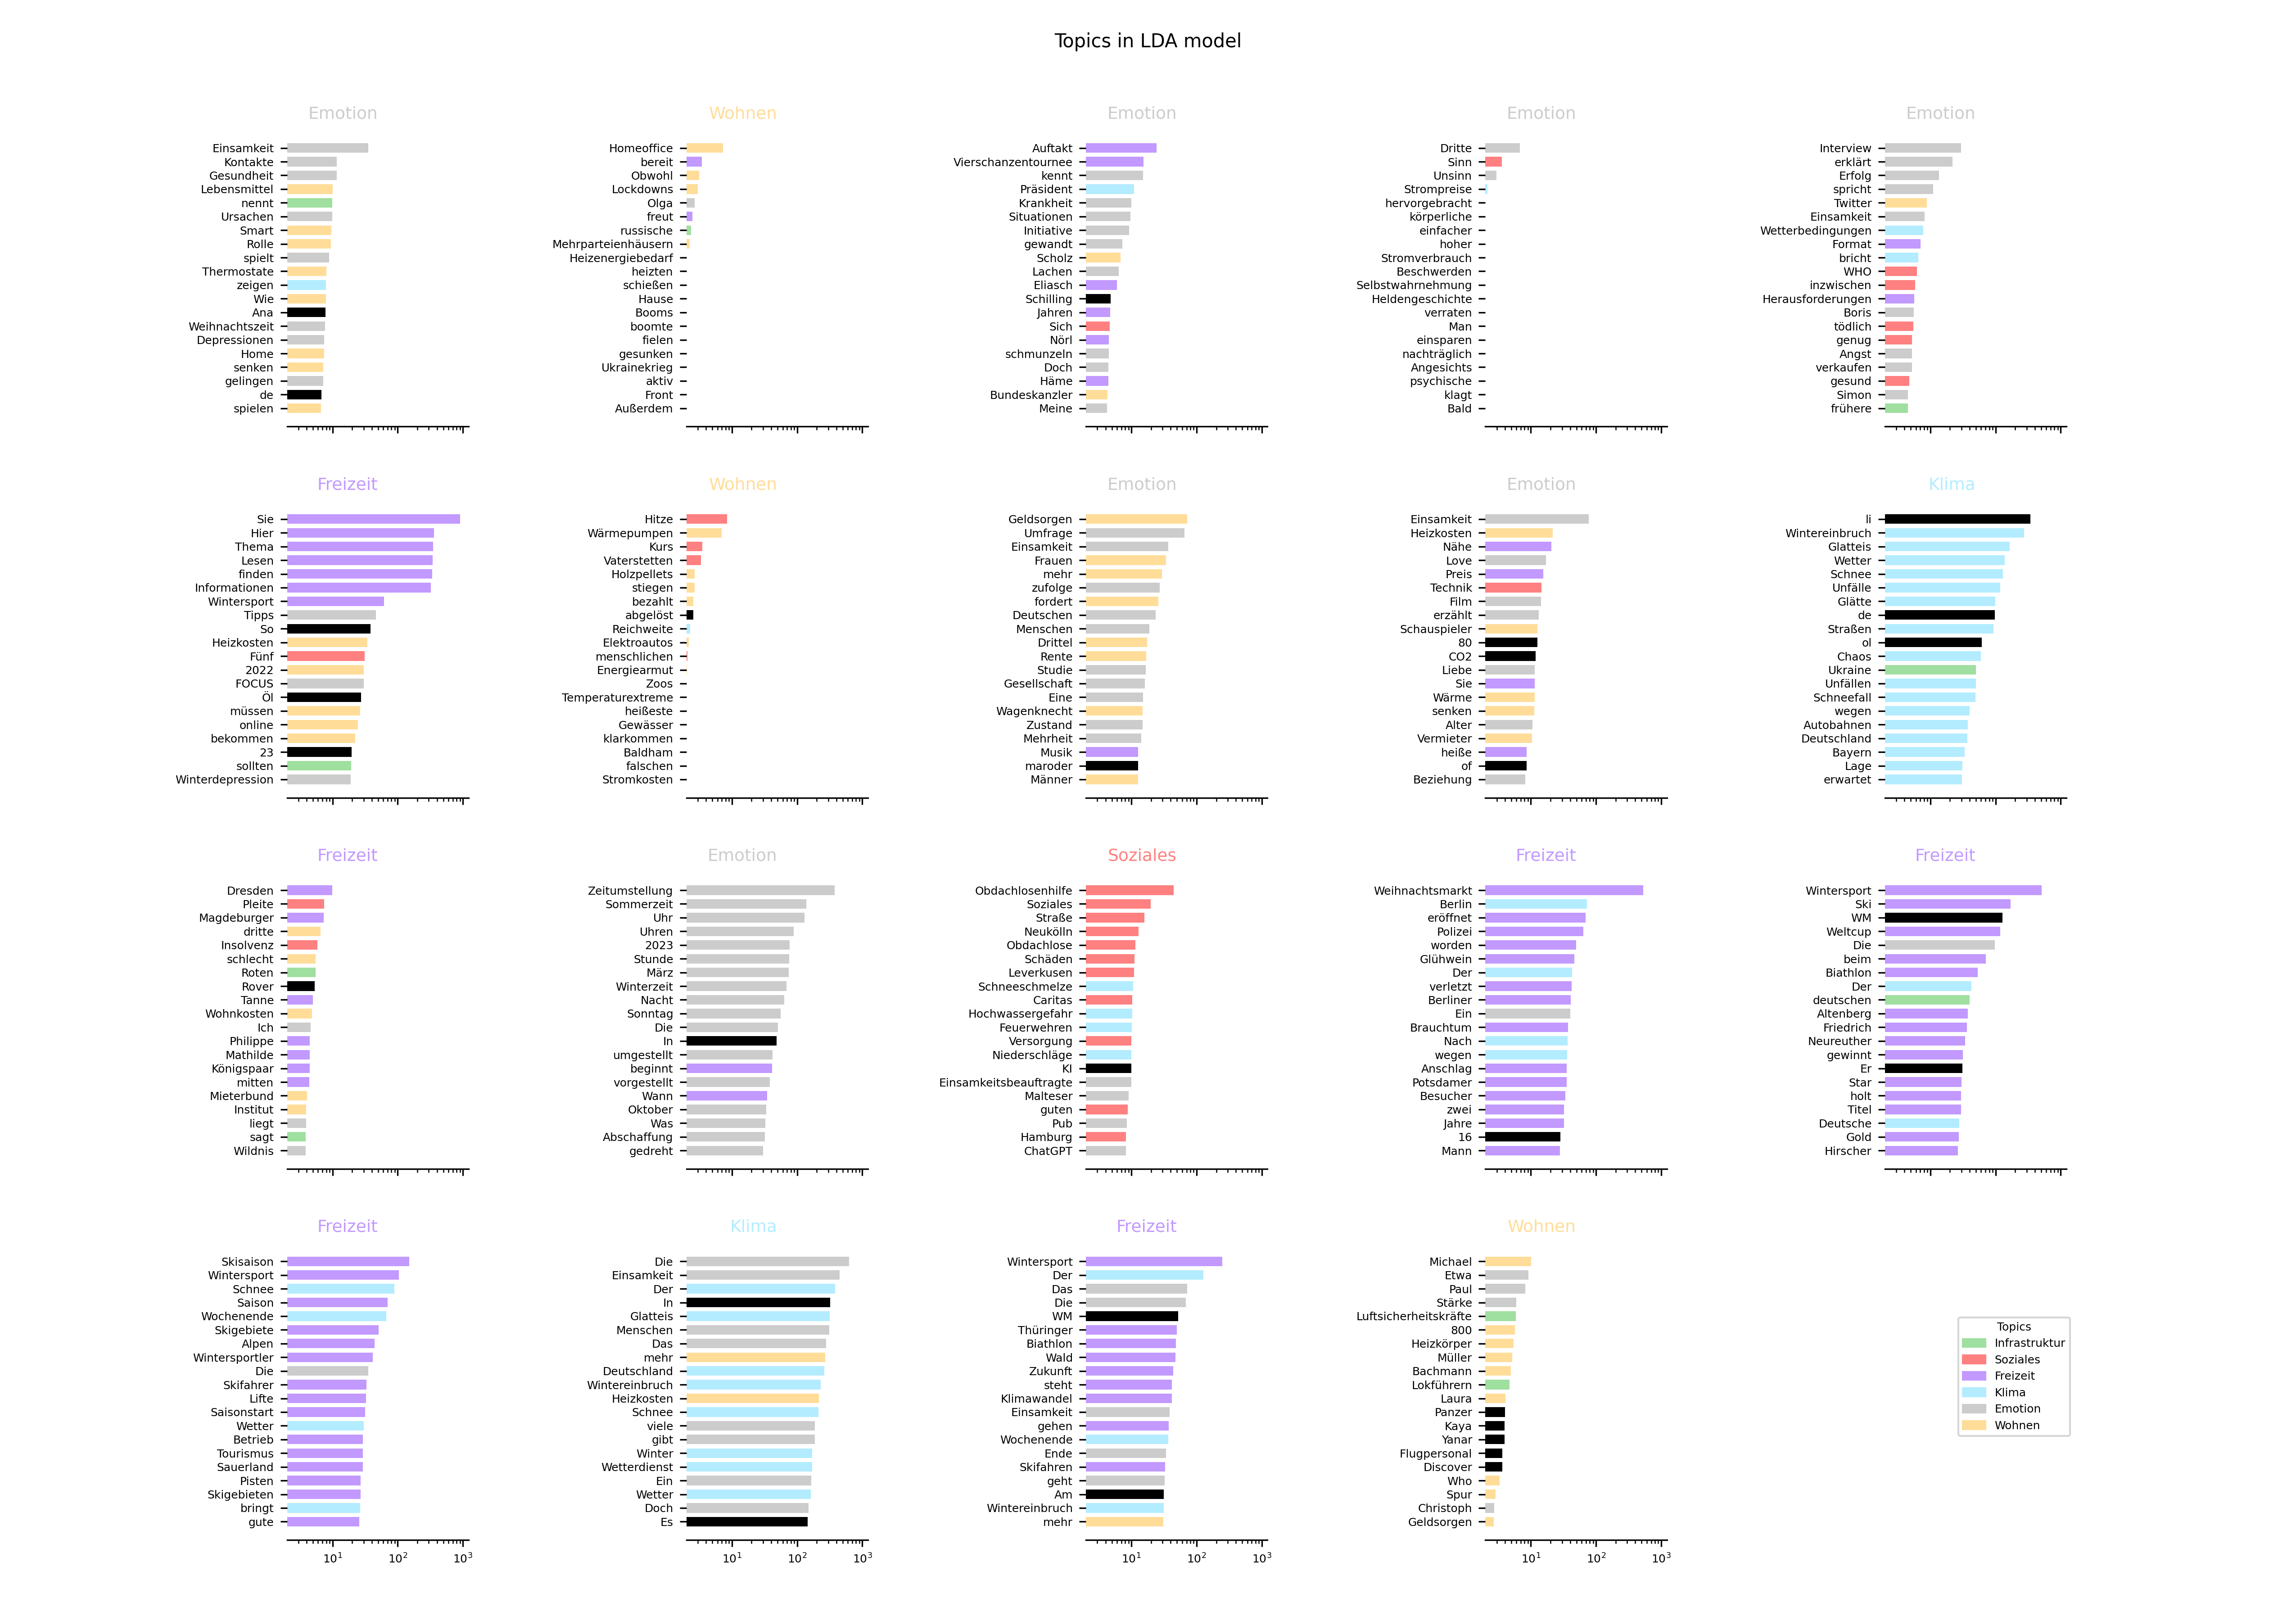 Topics in LDA model
Emotion
Einsamkeit
Kontakte
Gesundheit
Lebensmittel
nennt
Ursachen
Smart
Rolle
spielt
Thermostate
zeigen
Wie
Ana
Weihnachtszeit
Depressionen
Home
senken
gelingen
de
spielen
Wohnen
Homeoffice
bereit
Obwohl
Lockdowns
Olga
freut
russische
Mehrparteienhäusern
Heizenergiebedarf
heizten
schießen
Hause
Booms
boomte
fielen
gesunken
Ukrainekrieg
aktiv
Front
Außerdem
Emotion
Auftakt
Vierschanzentournee
kennt
Präsident
Krankheit
Situationen
Initiative
gewandt
Scholz
Lachen
Eliasch
Schilling
Jahren
Sich
Nörl
schmunzeln
Doch
Häme
Bundeskanzler
Meine
Emotion
Dritte
Sinn
Unsinn
Strompreise
hervorgebracht
körperliche
einfacher
hoher
Stromverbrauch
Beschwerden
Selbstwahrnehmung
Heldengeschichte
verraten
Man
einsparen
nachträglich
Angesichts
psychische
klagt
Bald
Emotion
Interview
erklärt
Erfolg
spricht
Twitter
Einsamkeit
Wetterbedingungen
Format
bricht
WHO
inzwischen
Herausforderungen
Boris
tödlich
genug
Angst
verkaufen
gesund
Simon
frühere
Freizeit
Sie
Hier
Thema
Lesen
finden
Informationen
Wintersport
Tipps
So
Heizkosten
Fünf
2022
FOCUS
Öl
müssen
online
bekommen
23
sollten
Winterdepression
Wohnen
Hitze
Wärmepumpen
Kurs
Vaterstetten
Holzpellets
stiegen
bezahlt
abgelöst
Reichweite
Elektroautos
menschlichen
Energiearmut
Zoos
Temperaturextreme
heißeste
Gewässer
klarkommen
Baldham
falschen
Stromkosten
Emotion
Geldsorgen
Umfrage
Einsamkeit
Frauen
mehr
zufolge
fordert
Deutschen
Menschen
Drittel
Rente
Studie
Gesellschaft
Eine
Wagenknecht
Zustand
Mehrheit
Musik
maroder
Männer
Emotion
Einsamkeit
Heizkosten
Nähe
Love
Preis
Technik
Film
erzählt
Schauspieler
80
CO2
Liebe
Sie
Wärme
senken
Alter
Vermieter
heiße
of
Beziehung
Klima
li
Wintereinbruch
Glatteis
Wetter
Schnee
Unfälle
Glätte
de
Straßen
ol
Chaos
Ukraine
Unfällen
Schneefall
wegen
Autobahnen
Deutschland
Bayern
Lage
erwartet
Freizeit
Dresden
Pleite
Magdeburger
dritte
Insolvenz
schlecht
Roten
Rover
Tanne
Wohnkosten
Ich
Philippe
Mathilde
Königspaar
mitten
Mieterbund
Institut
liegt
sagt
Wildnis
Emotion
Zeitumstellung
Sommerzeit
Uhr
Uhren
2023
Stunde
März
Winterzeit
Nacht
Sonntag
Die
In
umgestellt
beginnt
vorgestellt
Wann
Oktober
Was
Abschaffung
gedreht
Soziales
Obdachlosenhilfe
Soziales
Straße
Neukölln
Obdachlose
Schäden
Leverkusen
Schneeschmelze
Caritas
Hochwassergefahr
Feuerwehren
Versorgung
Niederschläge
KI
Einsamkeitsbeauftragte
Malteser
guten
Pub
Hamburg
ChatGPT
Freizeit
Weihnachtsmarkt
Berlin
eröffnet
Polizei
worden
Glühwein
Der
verletzt
Berliner
Ein
Brauchtum
Nach
wegen
Anschlag
Potsdamer
Besucher
zwei
Jahre
16
Mann
Freizeit
Wintersport
Ski
WM
Weltcup
Die
beim
Biathlon
Der
deutschen
Altenberg
Friedrich
Neureuther
gewinnt
Er
Star
holt
Titel
Deutsche
Gold
Hirscher
Freizeit
Skisaison
Wintersport
Schnee
Saison
Wochenende
Skigebiete
Alpen
Wintersportler
Die
Skifahrer
Lifte
Saisonstart
Wetter
Betrieb
Tourismus
Sauerland
Pisten
Skigebieten
bringt
gute
10¹ 10² 10³
Klima
Die
Einsamkeit
Der
In
Glatteis
Menschen
Das
mehr
Deutschland
Wintereinbruch
Heizkosten
Schnee
viele
gibt
Winter
Wetterdienst
Ein
Wetter
Doch
Es
10¹ 10² 10³
Freizeit
Wintersport
Der
Das
Die
WM
Thüringer
Biathlon
Wald
Zukunft
steht
Klimawandel
Einsamkeit
gehen
Wochenende
Ende
Skifahren
geht
Am
Wintereinbruch
mehr
10¹ 10² 10³
Wohnen
Michael
Etwa
Paul
Stärke
Luftsicherheitskräfte
800
Heizkörper
Müller
Bachmann
Lokführern
Laura
Panzer
Kaya
Yanar
Flugpersonal
Discover
Who
Spur
Christoph
Geldsorgen
10¹ 10² 10³
Topics
Infrastruktur
Soziales
Freizeit
Klima
Emotion
Wohnen